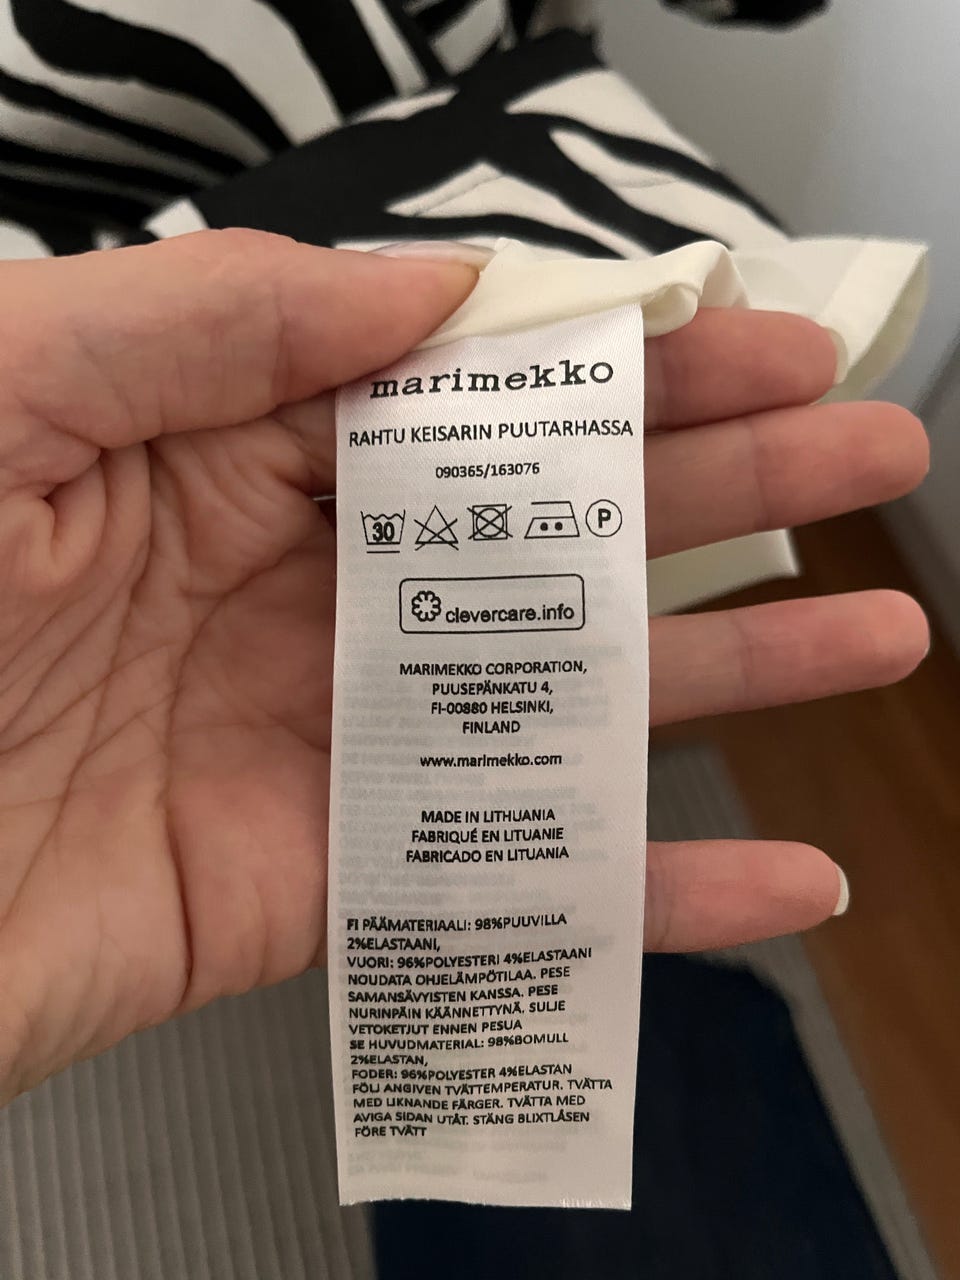 marimekko
RAHTU KEISARIN PUUTARHASSA
090365/163076
30 P
clevercare.info
MARIMEKKO CORPORATION,
PUUSEPÄNKATU 4,
FI-00880 HELSINKI,
FINLAND
www.marimekko.com
MADE IN LITHUANIA
FABRIQUÉ EN LITUANIE
FABRICADO EN LITUANIA
FI PÄÄMATERIAALI: 98%PUUVILLA
2%ELASTAANI,
VUORI: 96%POLYESTERI 4%ELASTAANI
NOUDATA OHJELÄMPÖTILAA. PESE
SAMANSÄVYISTEN KANSSA. PESE
NURINPÄIN KÄÄNNETTYNÄ. SULJE
VETOKETJUT ENNEN PESUA
SE HUVUDMATERIAL: 98%BOMULL
2%ELASTAN,
FODER: 96%POLYESTER 4%ELASTAN
FÖLJ ANGIVEN TVÄTTEMPERATUR. TVÄTTA
MED LIKNANDE FÄRGER. TVÄTTA MED
AVIGA SIDAN UTÅT. STÄNG BLIXTLÅSEN
FÖRE TVÄTT